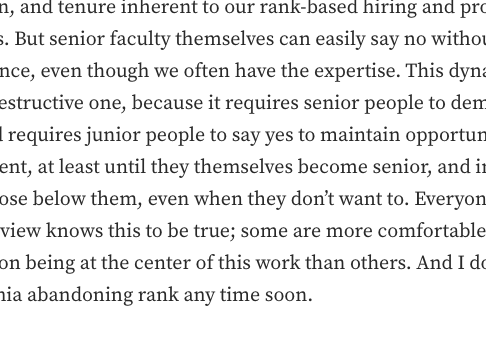 n, and tenure inherent to our rank-based hiring and pro
s. But senior faculty themselves can easily say no withou
nce, even though we often have the expertise. This dyna
estructive one, because it requires senior people to dem
l requires junior people to say yes to maintain opportun
ent, at least until they themselves become senior, and in
ose below them, even when they don’t want to. Everyon
view knows this to be true; some are more comfortable
on being at the center of this work than others. And I do
nia abandoning rank any time soon.